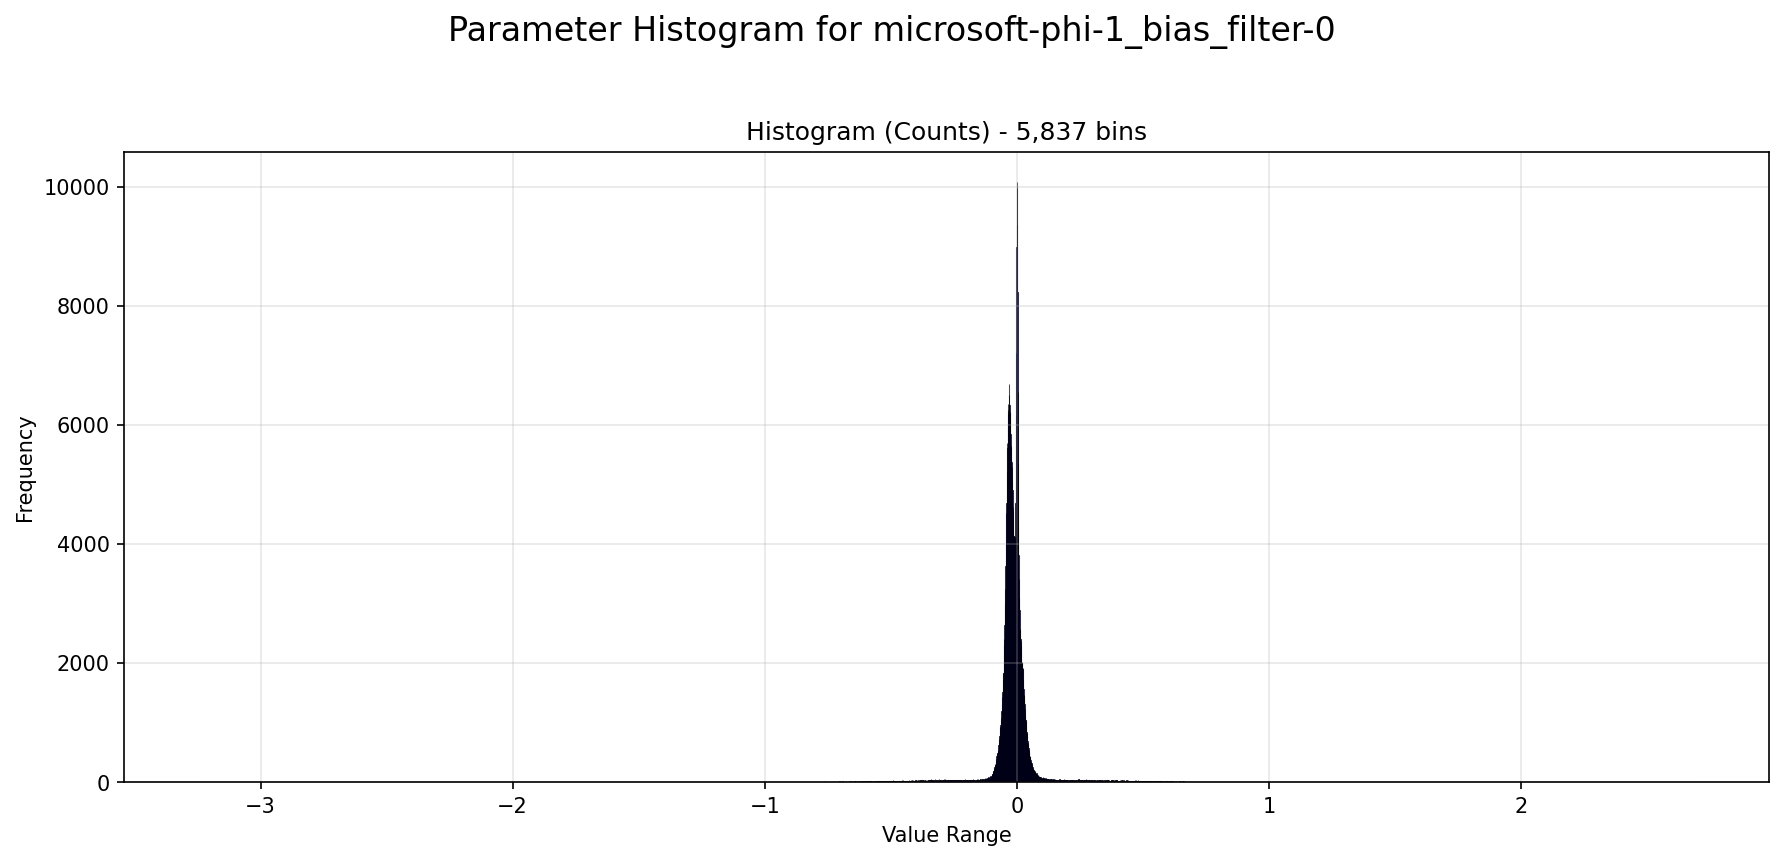 Parameter Histogram for microsoft-phi-1_bias_filter-0
Histogram (Counts) - 5,837 bins
10000
8000
6000
4000
2000
0
Frequency
−3 −2 −1 0 1 2
Value Range